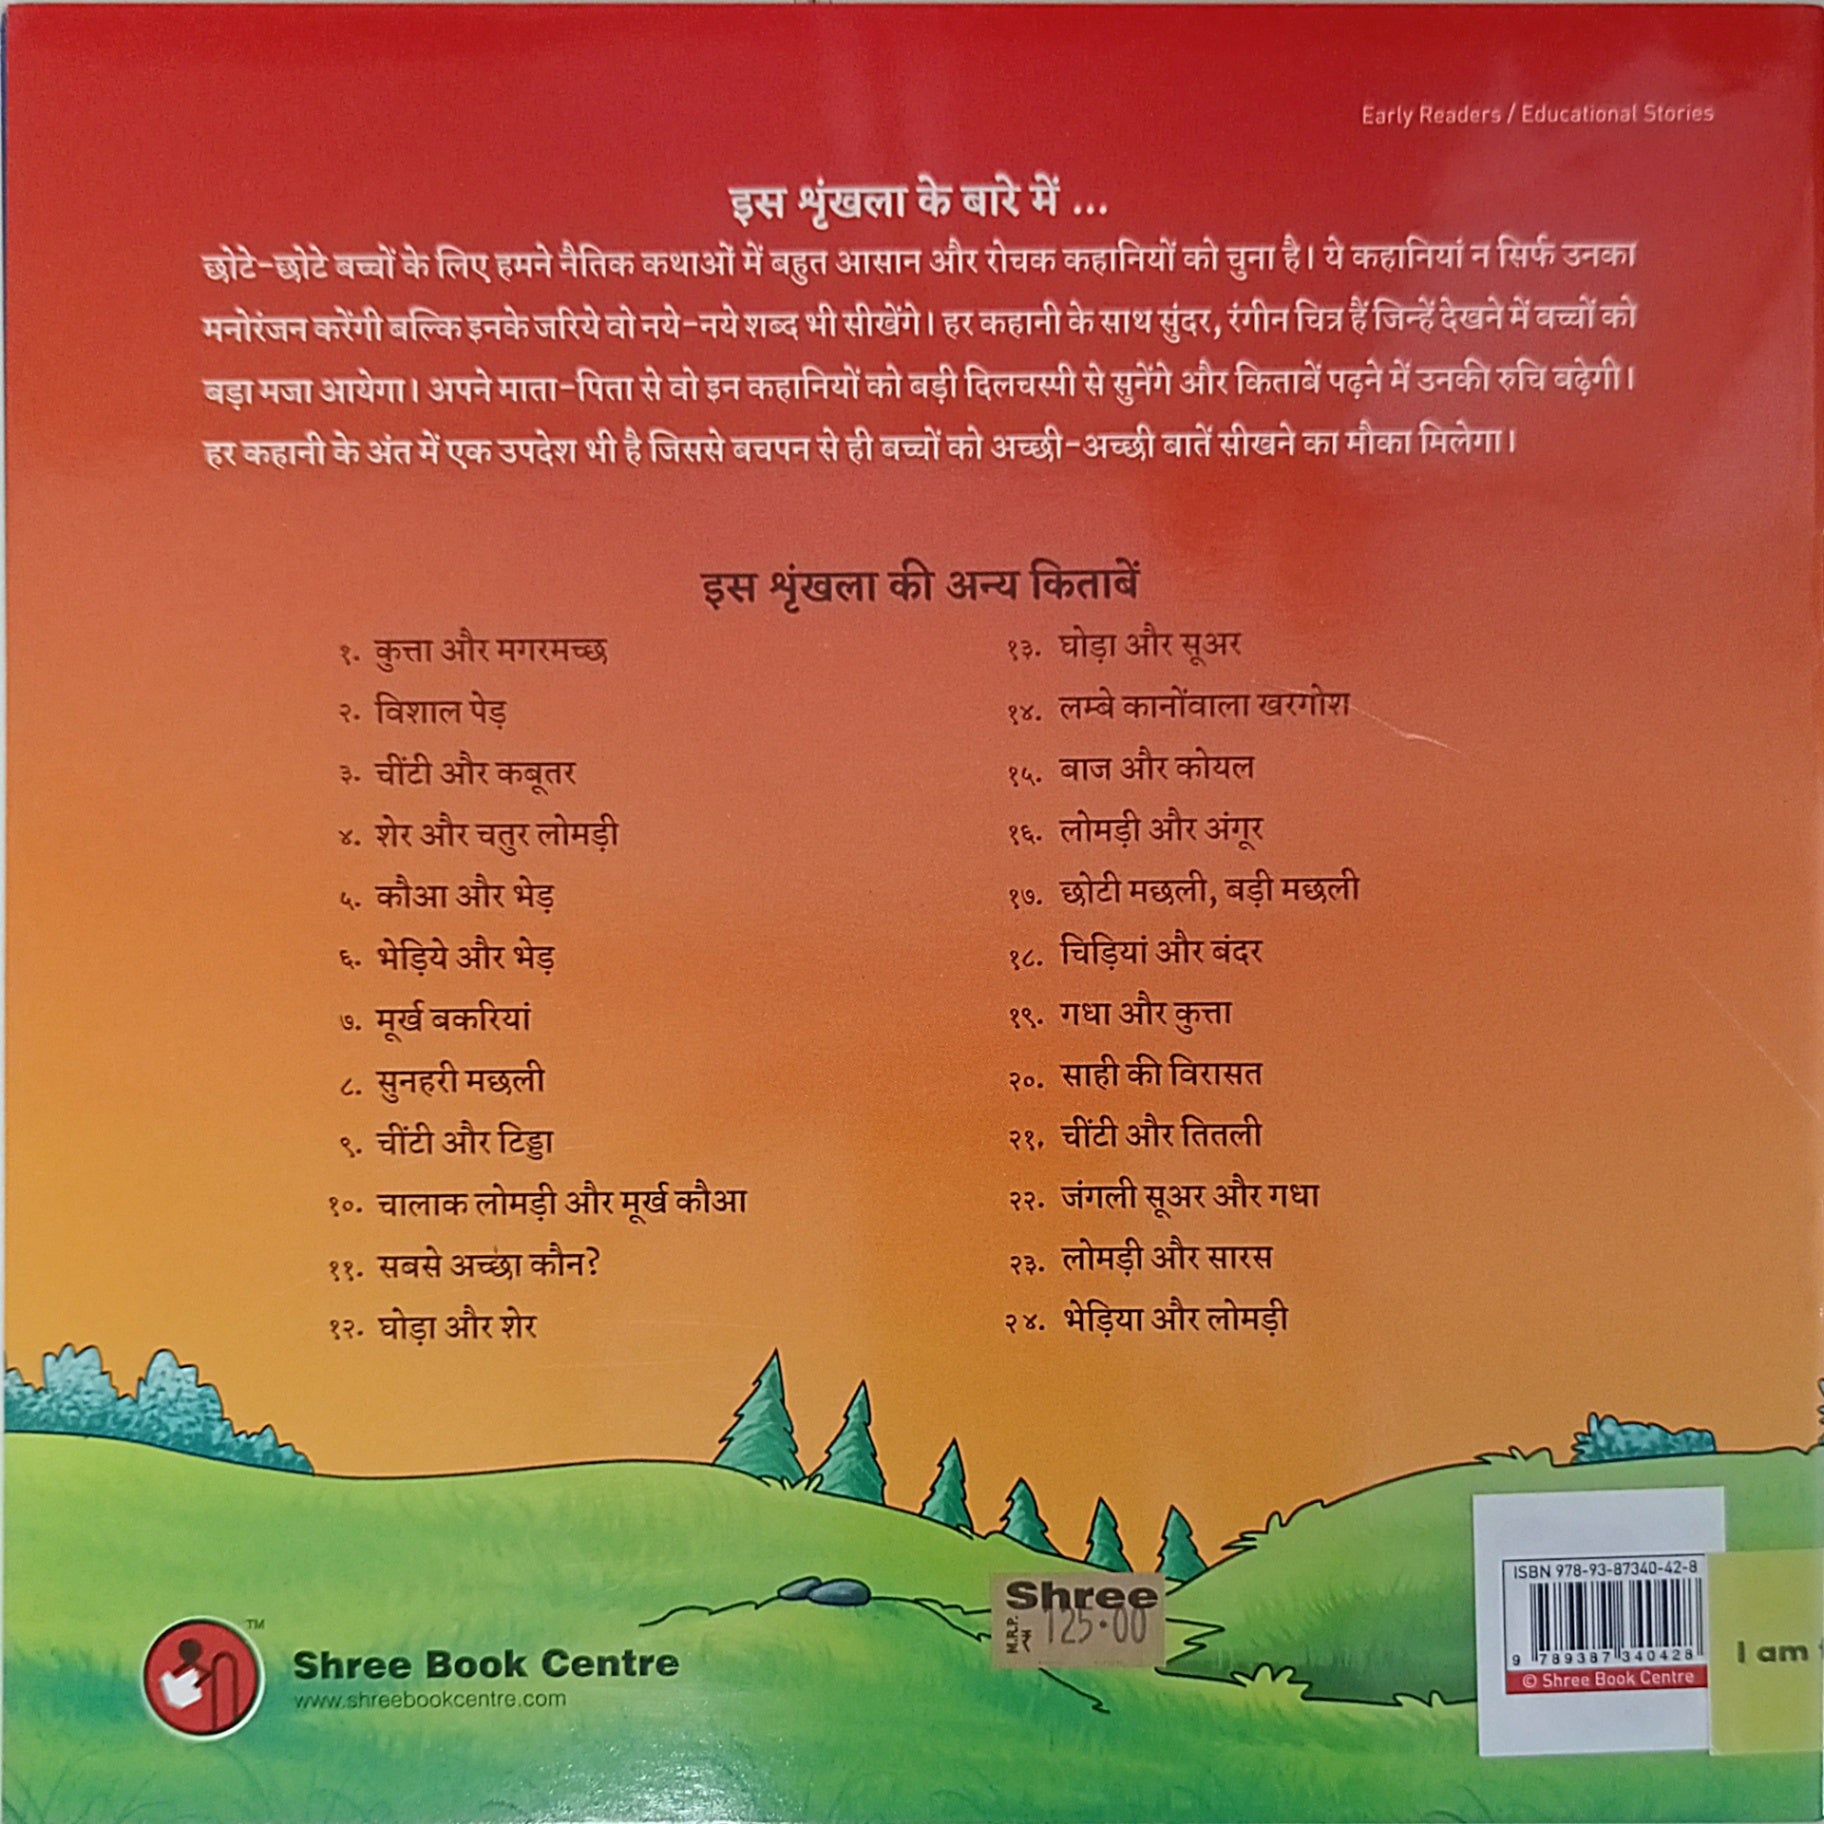 Early Readers / Educational Stories
इस शृंखला के बारे में ...
छोटे-छोटे बच्चों के लिए हमने नैतिक कथाओं में बहुत आसान और रोचक कहानियों को चुना है। ये कहानियां न सिर्फ उनका
मनोरंजन करेंगी बल्कि इनके जरिये वो नये-नये शब्द भी सीखेंगे। हर कहानी के साथ सुंदर, रंगीन चित्र हैं जिन्हें देखने में बच्चों को
बड़ा मजा आयेगा। अपने माता-पिता से वो इन कहानियों को बड़ी दिलचस्पी से सुनेंगे और किताबें पढ़ने में उनकी रुचि बढ़ेगी।
हर कहानी के अंत में एक उपदेश भी है जिससे बचपन से ही बच्चों को अच्छी-अच्छी बातें सीखने का मौका मिलेगा।
इस शृंखला की अन्य किताबें
१. कुत्ता और मगरमच्छ
२. विशाल पेड़
३. चींटी और कबूतर
४. शेर और चतुर लोमड़ी
५. कौआ और भेड़
६. भेड़िये और भेड़
७. मूर्ख बकरियां
८. सुनहरी मछली
९. चींटी और टिड्डा
१०. चालाक लोमड़ी और मूर्ख कौआ
११. सबसे अच्छा कौन?
१२. घोड़ा और शेर
१३. घोड़ा और सूअर
१४. लम्बे कानोंवाला खरगोश
१५. बाज और कोयल
१६. लोमड़ी और अंगूर
१७. छोटी मछली, बड़ी मछली
१८. चिड़ियां और बंदर
१९. गधा और कुत्ता
२०. साही की विरासत
२१. चींटी और तितली
२२. जंगली सूअर और गधा
२३. लोमड़ी और सारस
२४. भेड़िया और लोमड़ी
TM
Shree Book Centre
www.shreebookcentre.com
Shree
M.R.P. ₹ 125.00
ISBN 978-93-87340-42-8
9 789387 340428
© Shree Book Centre
I am